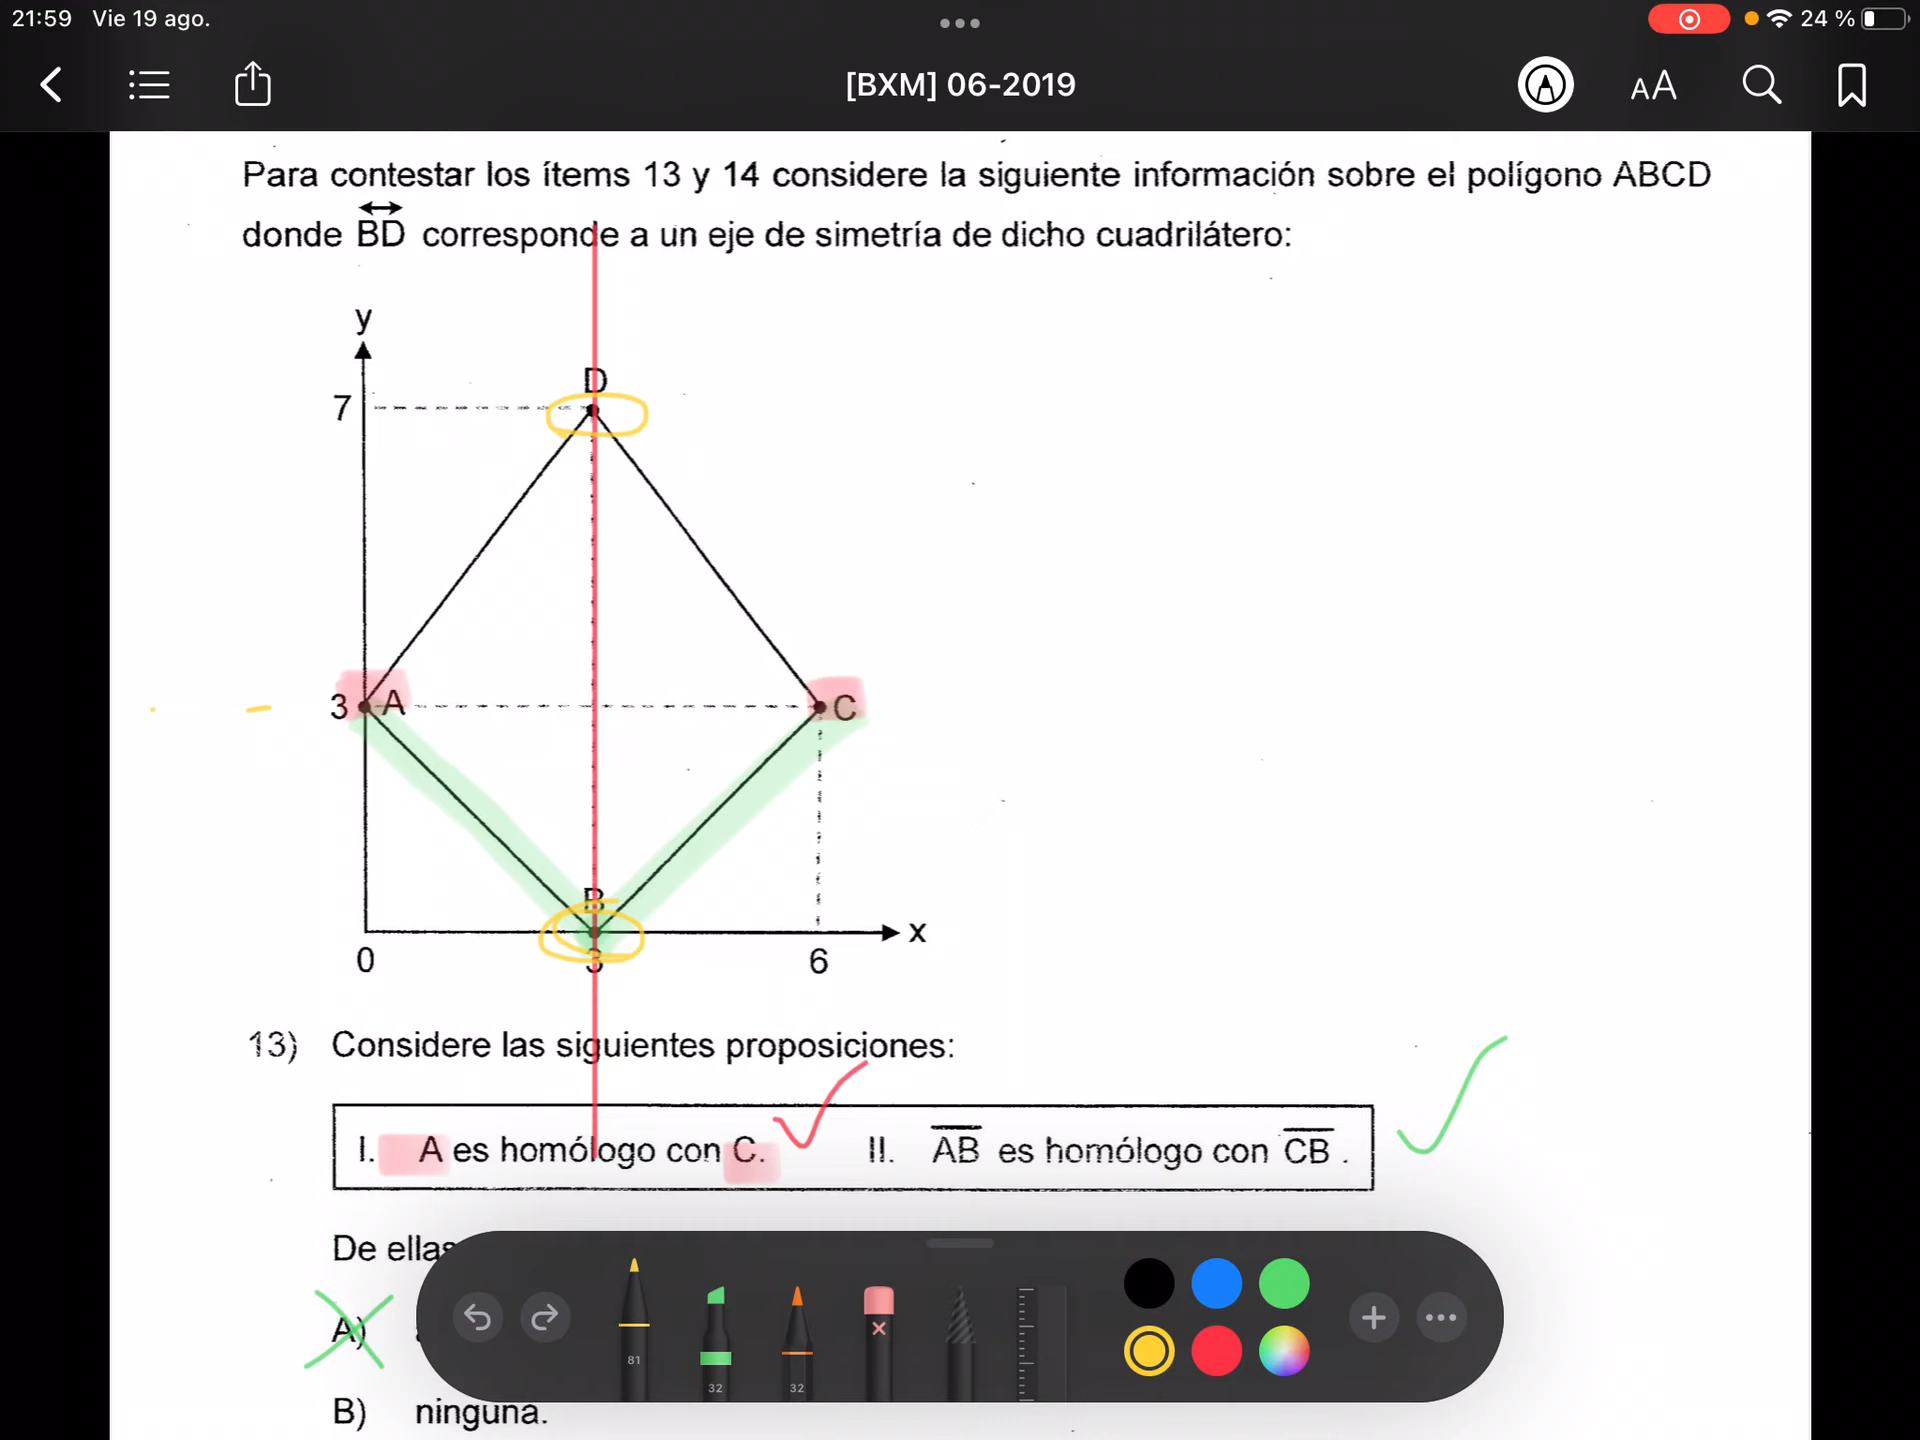 21:59 Vie 19 ago.
24 %
[BXM] 06-2019
AA
Para contestar los ítems 13 y 14 considere la siguiente información sobre el polígono ABCD
donde BD corresponde a un eje de simetría de dicho cuadrilátero:
y
D
7
3 A
C
B
x
0
3
6
13) Considere las siguientes proposiciones:
I. A es homólogo con C. II. AB es homólogo con CB .
De ellas
A)
81
32
32
B) ninguna.